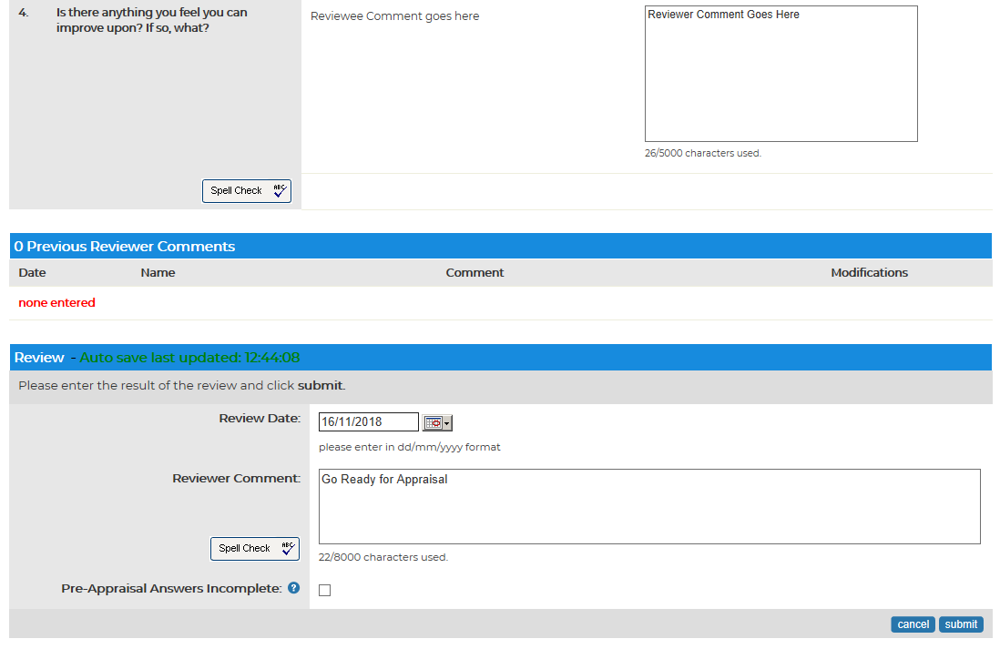 4. Is there anything you feel you can
improve upon? If so, what?
Reviewee Comment goes here
Reviewer Comment Goes Here
26/5000 characters used.
Spell Check ABC
0 Previous Reviewer Comments
Date Name Comment Modifications
none entered
Review - Auto save last updated: 12:44:08
Please enter the result of the review and click submit.
Review Date: 16/11/2018
please enter in dd/mm/yyyy format
Reviewer Comment: Go Ready for Appraisal
Spell Check ABC
22/8000 characters used.
Pre-Appraisal Answers Incomplete: ?
cancel submit